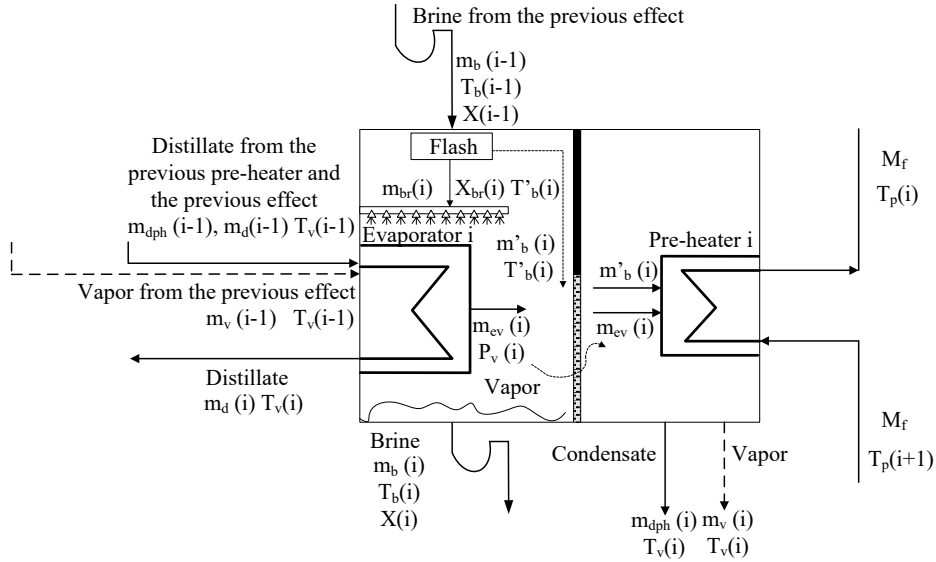 Brine from the previous effect
m_b (i-1)
T_b(i-1)
X(i-1)
Distillate from the
previous pre-heater and
the previous effect
m_dph (i-1), m_d(i-1) T_v(i-1)
Flash
m_br(i) X_br(i) T'_b(i)
Evaporator i
m'_b (i)
T'_b(i)
Pre-heater i
M_f
T_p(i)
Vapor from the previous effect
m_v (i-1) T_v(i-1)
m'_b (i)
m_ev (i)
m_ev (i)
P_v (i)
Vapor
Distillate
m_d (i) T_v(i)
M_f
T_p(i+1)
Brine
m_b (i)
T_b(i)
X(i)
Condensate
Vapor
m_dph (i) m_v (i)
T_v(i) T_v(i)